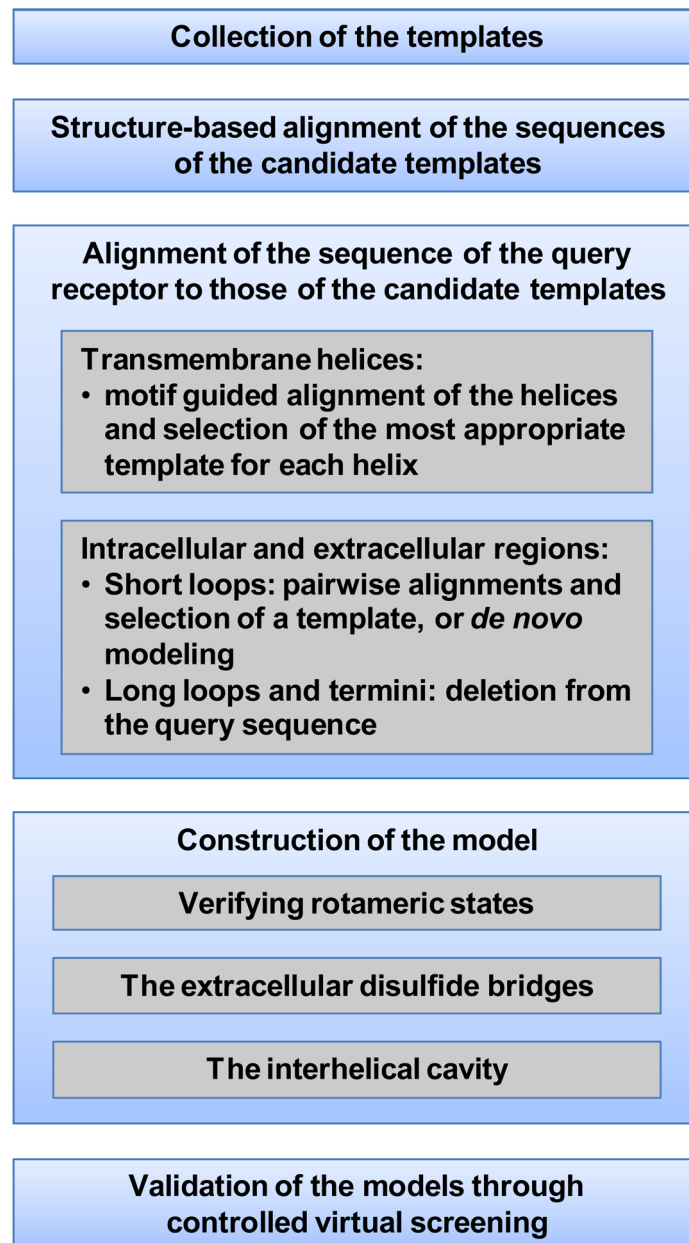 Collection of the templates
Structure-based alignment of the sequences
of the candidate templates
Alignment of the sequence of the query
receptor to those of the candidate templates
Transmembrane helices:
• motif guided alignment of the helices
and selection of the most appropriate
template for each helix
Intracellular and extracellular regions:
• Short loops: pairwise alignments and
selection of a template, or de novo
modeling
• Long loops and termini: deletion from
the query sequence
Construction of the model
Verifying rotameric states
The extracellular disulfide bridges
The interhelical cavity
Validation of the models through
controlled virtual screening